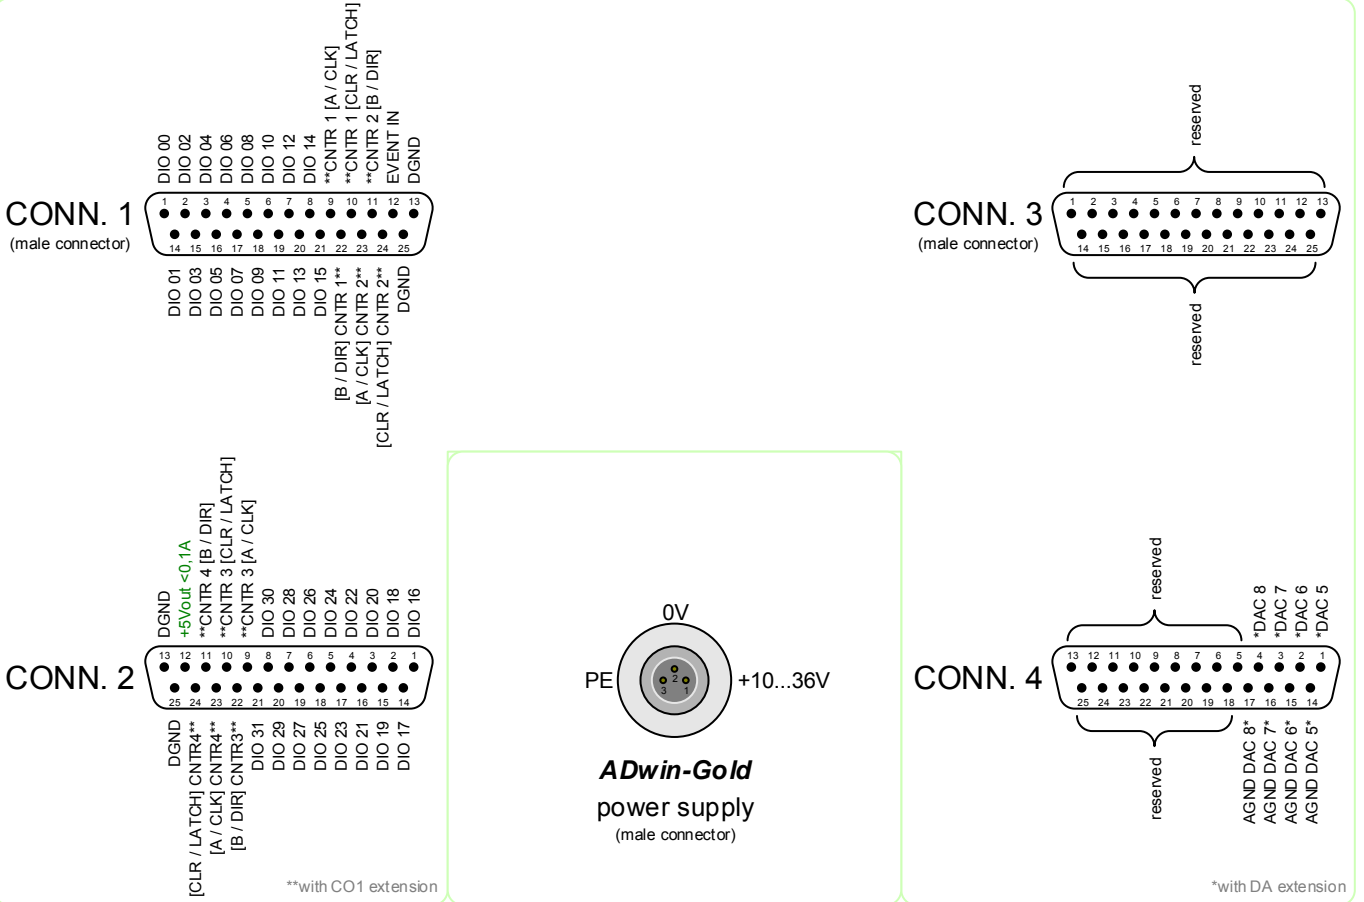 DIO 00
DIO 02
DIO 04
DIO 06
DIO 08
DIO 10
DIO 12
DIO 14
**CNTR 1 [A / CLK]
**CNTR 1 [CLR / LATCH]
**CNTR 2 [B / DIR]
EVENT IN
DGND
CONN. 1
(male connector)
1 2 3 4 5 6 7 8 9 10 11 12 13
14 15 16 17 18 19 20 21 22 23 24 25
DIO 01
DIO 03
DIO 05
DIO 07
DIO 09
DIO 11
DIO 13
DIO 15
[B / DIR] CNTR 1**
[A / CLK] CNTR 2**
[CLR / LATCH] CNTR 2**
DGND
reserved
CONN. 3
(male connector)
1 2 3 4 5 6 7 8 9 10 11 12 13
14 15 16 17 18 19 20 21 22 23 24 25
reserved
DGND
+5Vout <0,1A
**CNTR 4 [B / DIR]
**CNTR 3 [CLR / LATCH]
**CNTR 3 [A / CLK]
DIO 30
DIO 28
DIO 26
DIO 24
DIO 22
DIO 20
DIO 18
DIO 16
CONN. 2
13 12 11 10 9 8 7 6 5 4 3 2 1
25 24 23 22 21 20 19 18 17 16 15 14
DGND
[CLR / LATCH] CNTR4**
[A / CLK] CNTR4**
[B / DIR] CNTR3**
DIO 31
DIO 29
DIO 27
DIO 25
DIO 23
DIO 21
DIO 19
DIO 17
**with CO1 extension
0V
PE
3 2 1
+10...36V
ADwin-Gold
power supply
(male connector)
reserved
*DAC 8
*DAC 7
*DAC 6
*DAC 5
CONN. 4
13 12 11 10 9 8 7 6 5 4 3 2 1
25 24 23 22 21 20 19 18 17 16 15 14
reserved
AGND DAC 8*
AGND DAC 7*
AGND DAC 6*
AGND DAC 5*
*with DA extension